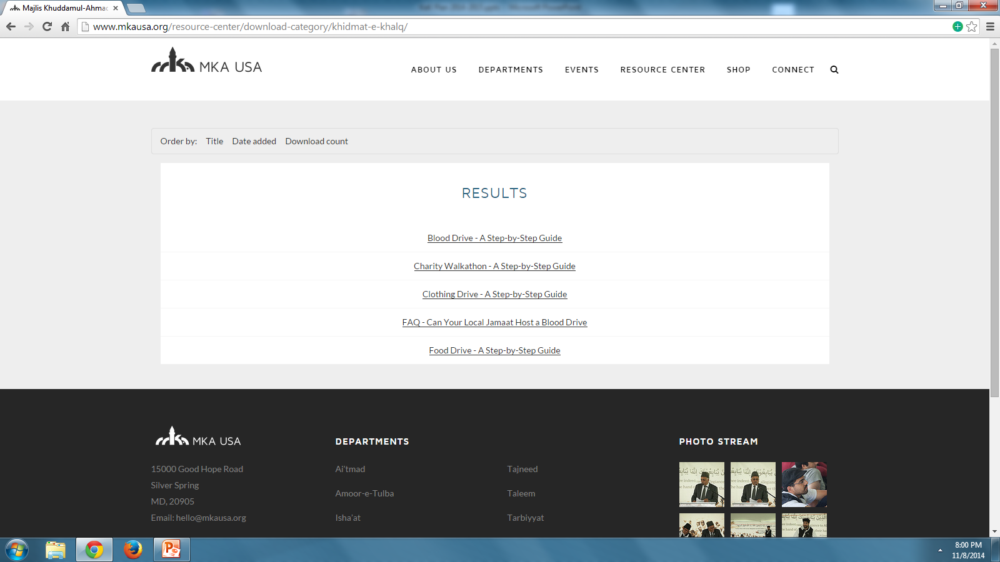 Majlis Khuddamul-Ahmad
www.mkausa.org/resource-center/download-category/khidmat-e-khalq/
MKA USA
ABOUT US DEPARTMENTS EVENTS RESOURCE CENTER SHOP CONNECT
Order by: Title Date added Download count
RESULTS
Blood Drive - A Step-by-Step Guide
Charity Walkathon - A Step-by-Step Guide
Clothing Drive - A Step-by-Step Guide
FAQ - Can Your Local Jamaat Host a Blood Drive
Food Drive - A Step-by-Step Guide
MKA USA
15000 Good Hope Road
Silver Spring
MD, 20905
Email: hello@mkausa.org
DEPARTMENTS
Ai'tmad
Amoor-e-Tulba
Isha'at
Tajneed
Taleem
Tarbiyyat
PHOTO STREAM
8:00 PM
11/8/2014